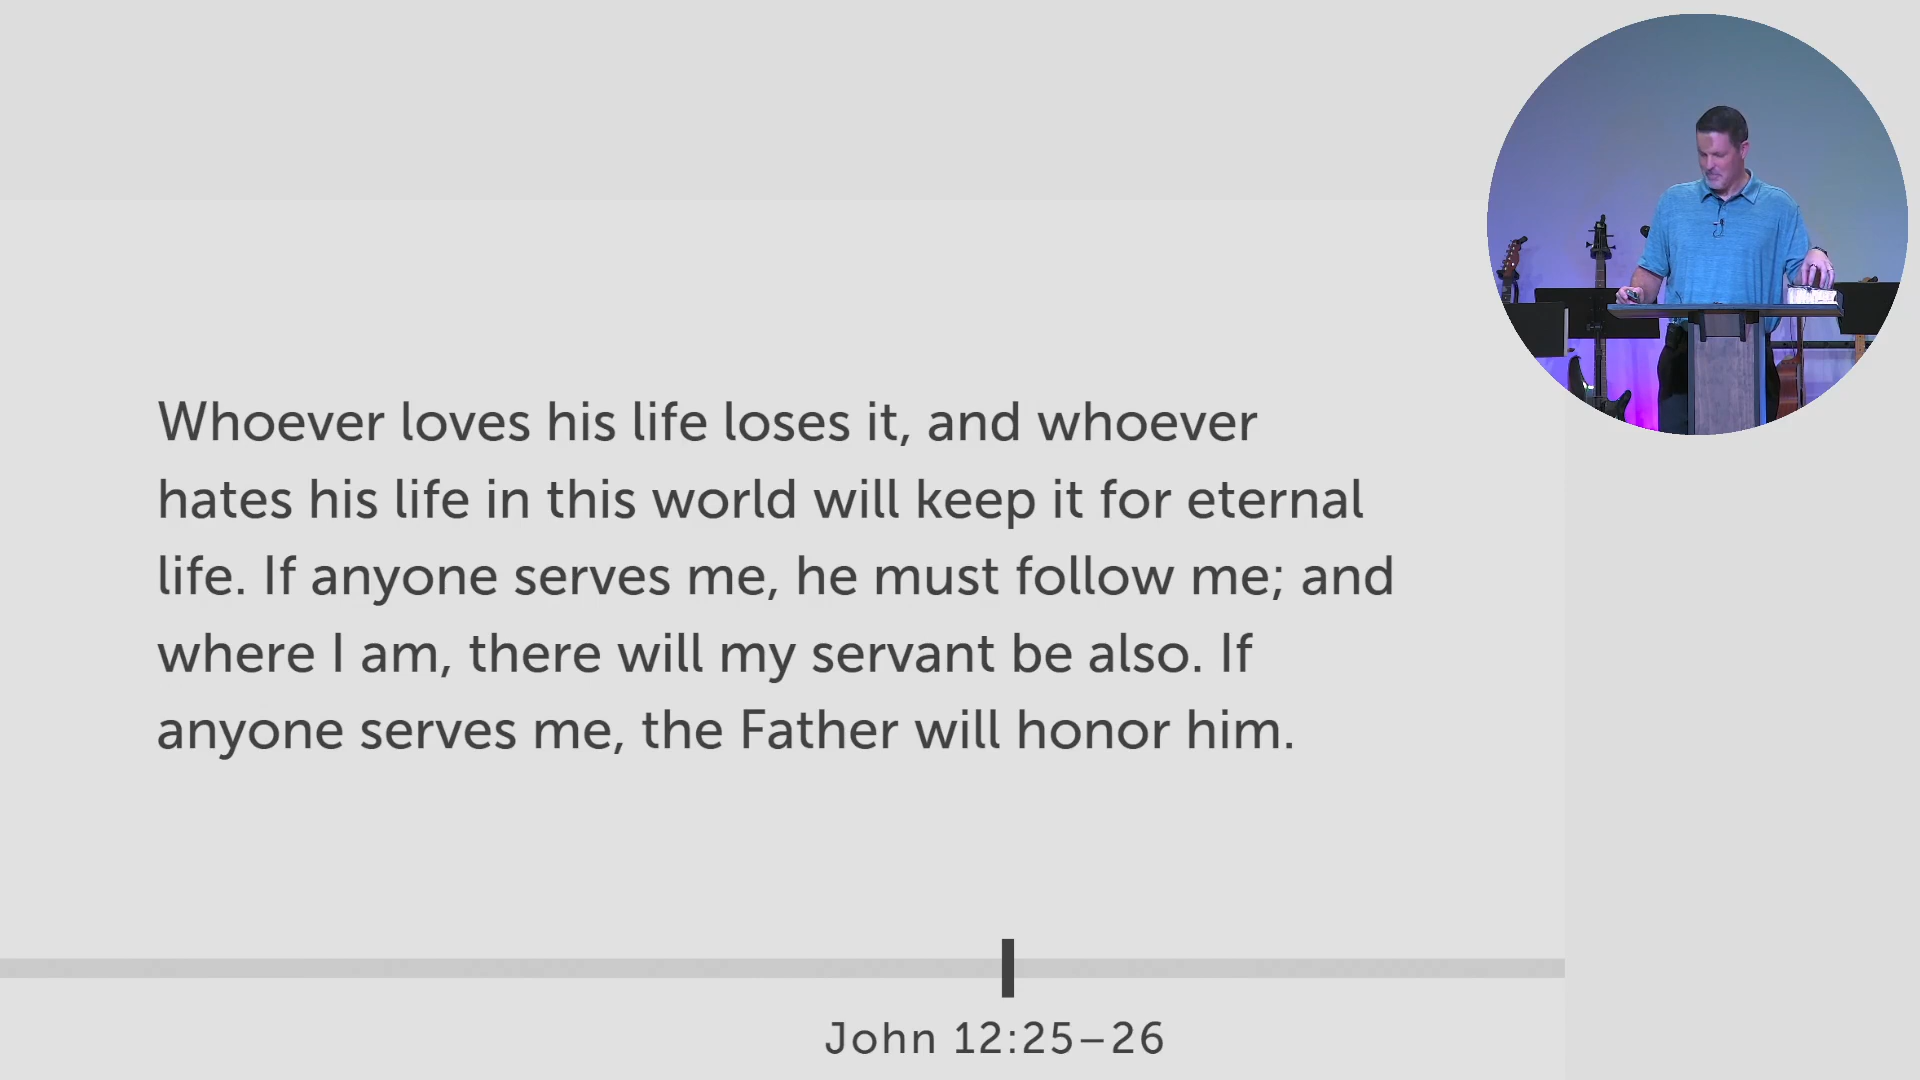 Whoever loves his life loses it, and whoever
hates his life in this world will keep it for eternal
life. If anyone serves me, he must follow me; and
where I am, there will my servant be also. If
anyone serves me, the Father will honor him.
John 12:25–26